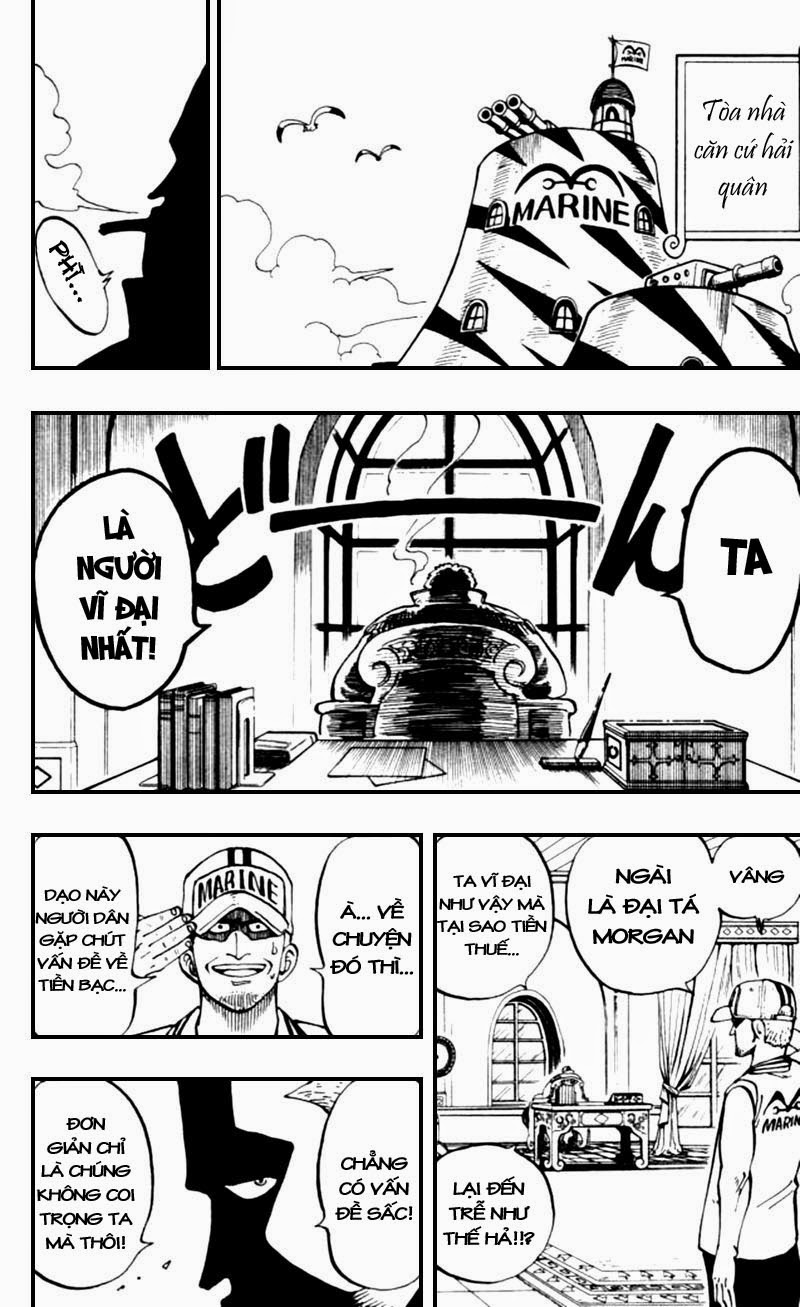 Tòa nhà
căn cứ hải
quân
MARINE
MARINE
PHÌ...
TA
ドーン
LÀ
NGƯỜI
VĨ ĐẠI
NHẤT!
VÂNG
NGÀI
LÀ ĐẠI TÁ
MORGAN
TA VĨ ĐẠI
NHƯ VẬY MÀ
TẠI SAO TIỀN
THUẾ...
MARINE
LẠI ĐẾN
TRỄ NHƯ
THẾ HẢ!!?
À... VỀ
CHUYỆN
ĐÓ THÌ...
MARINE
DẠO NÀY
NGƯỜI DÂN
GẶP CHÚT
VẤN ĐỀ VỀ
TIỀN BẠC...
CHẲNG
CÓ VẤN
ĐỀ SẤC!
ĐƠN
GIẢN CHỈ
LÀ CHÚNG
KHÔNG COI
TRỌNG TA
MÀ THÔI!